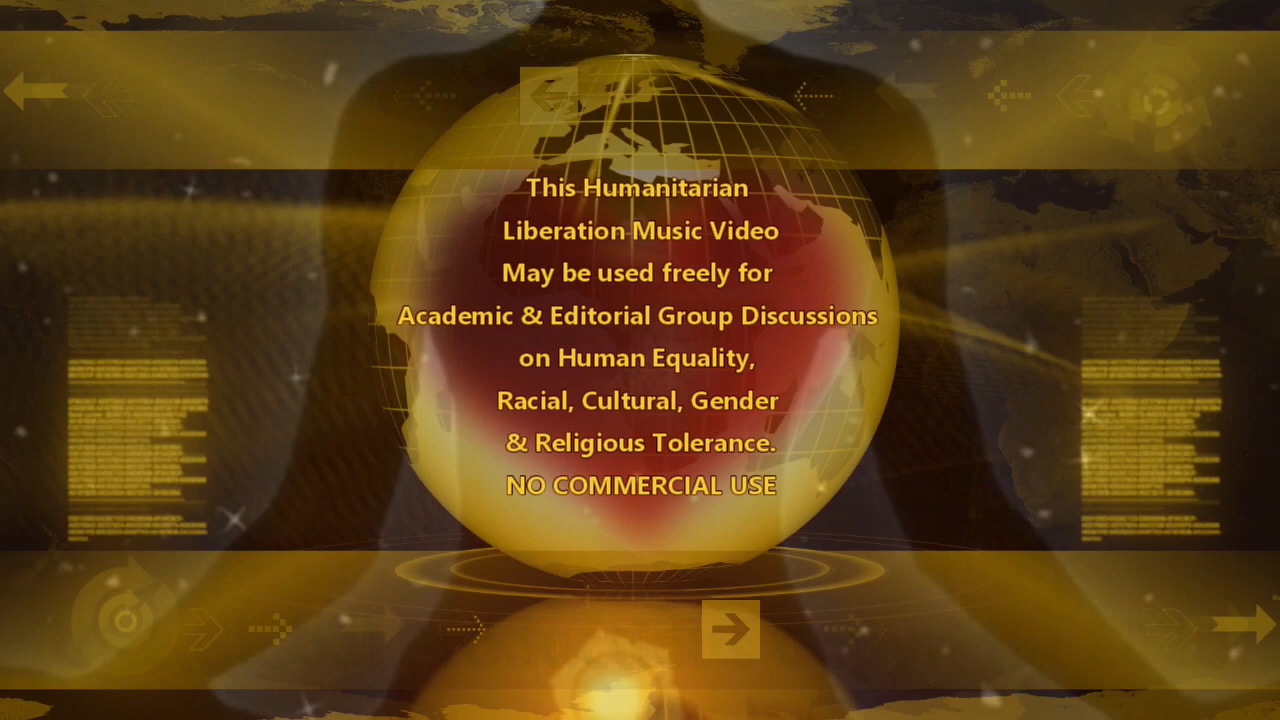 This Humanitarian
Liberation Music Video
May be used freely for
Academic & Editorial Group Discussions
on Human Equality,
Racial, Cultural, Gender
& Religious Tolerance.
NO COMMERCIAL USE